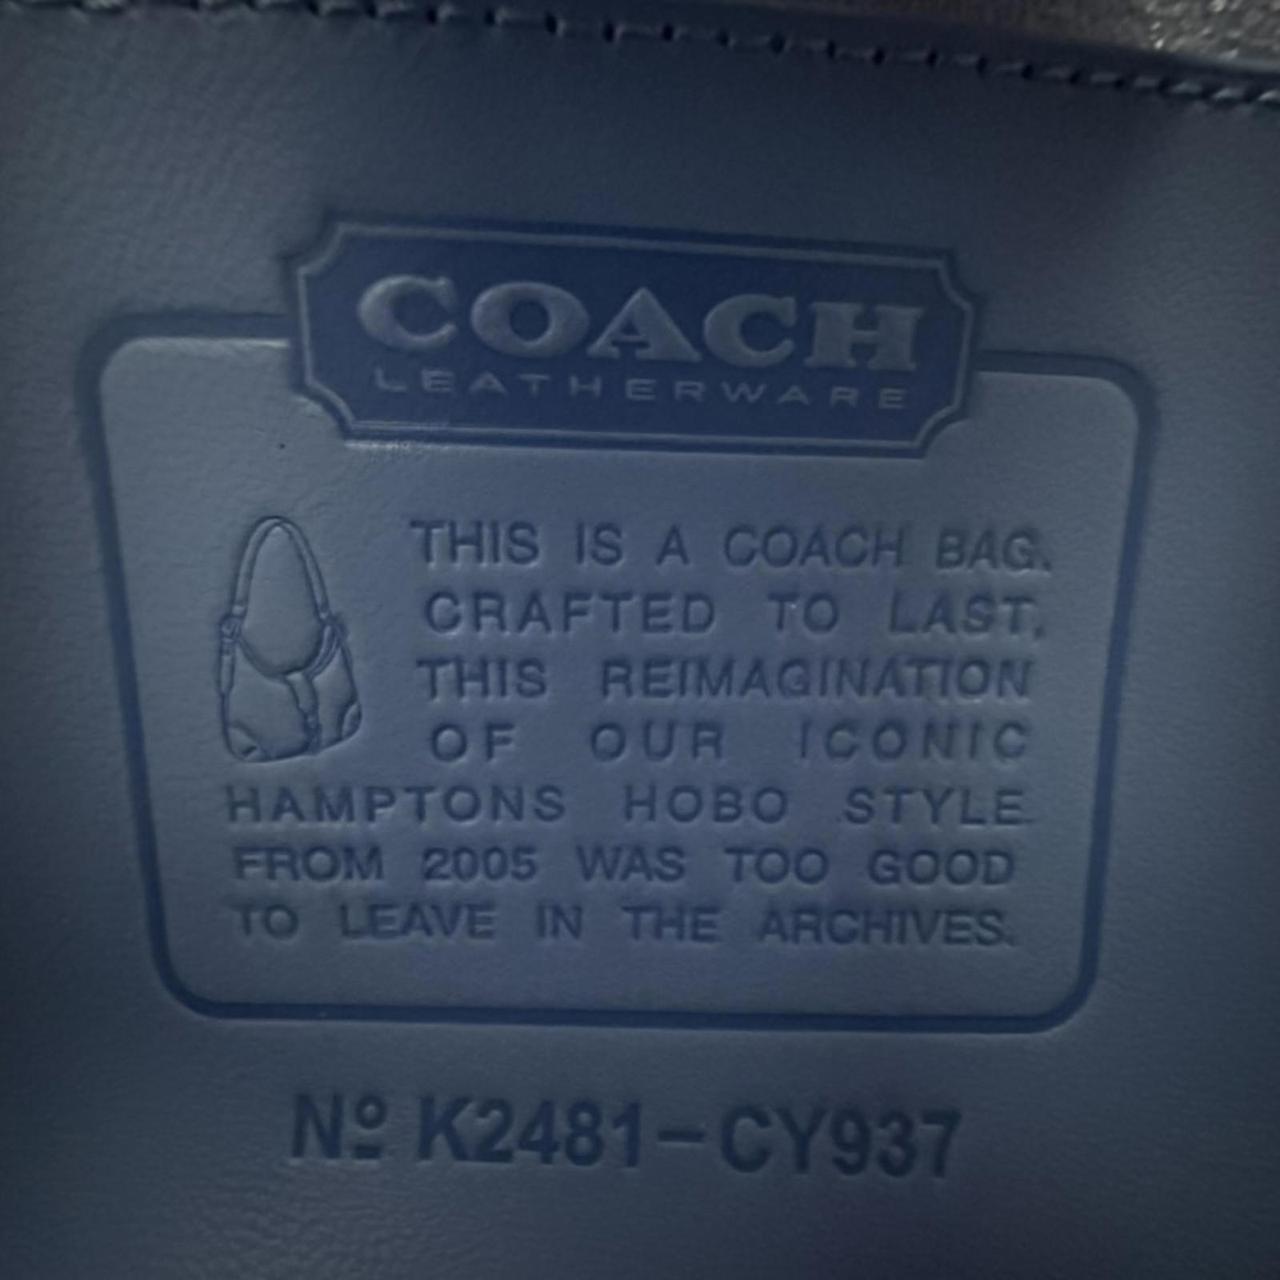 COACH
LEATHERWARE
THIS IS A COACH BAG.
CRAFTED TO LAST,
THIS REIMAGINATION
OF OUR ICONIC
HAMPTONS HOBO STYLE
FROM 2005 WAS TOO GOOD
TO LEAVE IN THE ARCHIVES.
Nº K2481-CY937